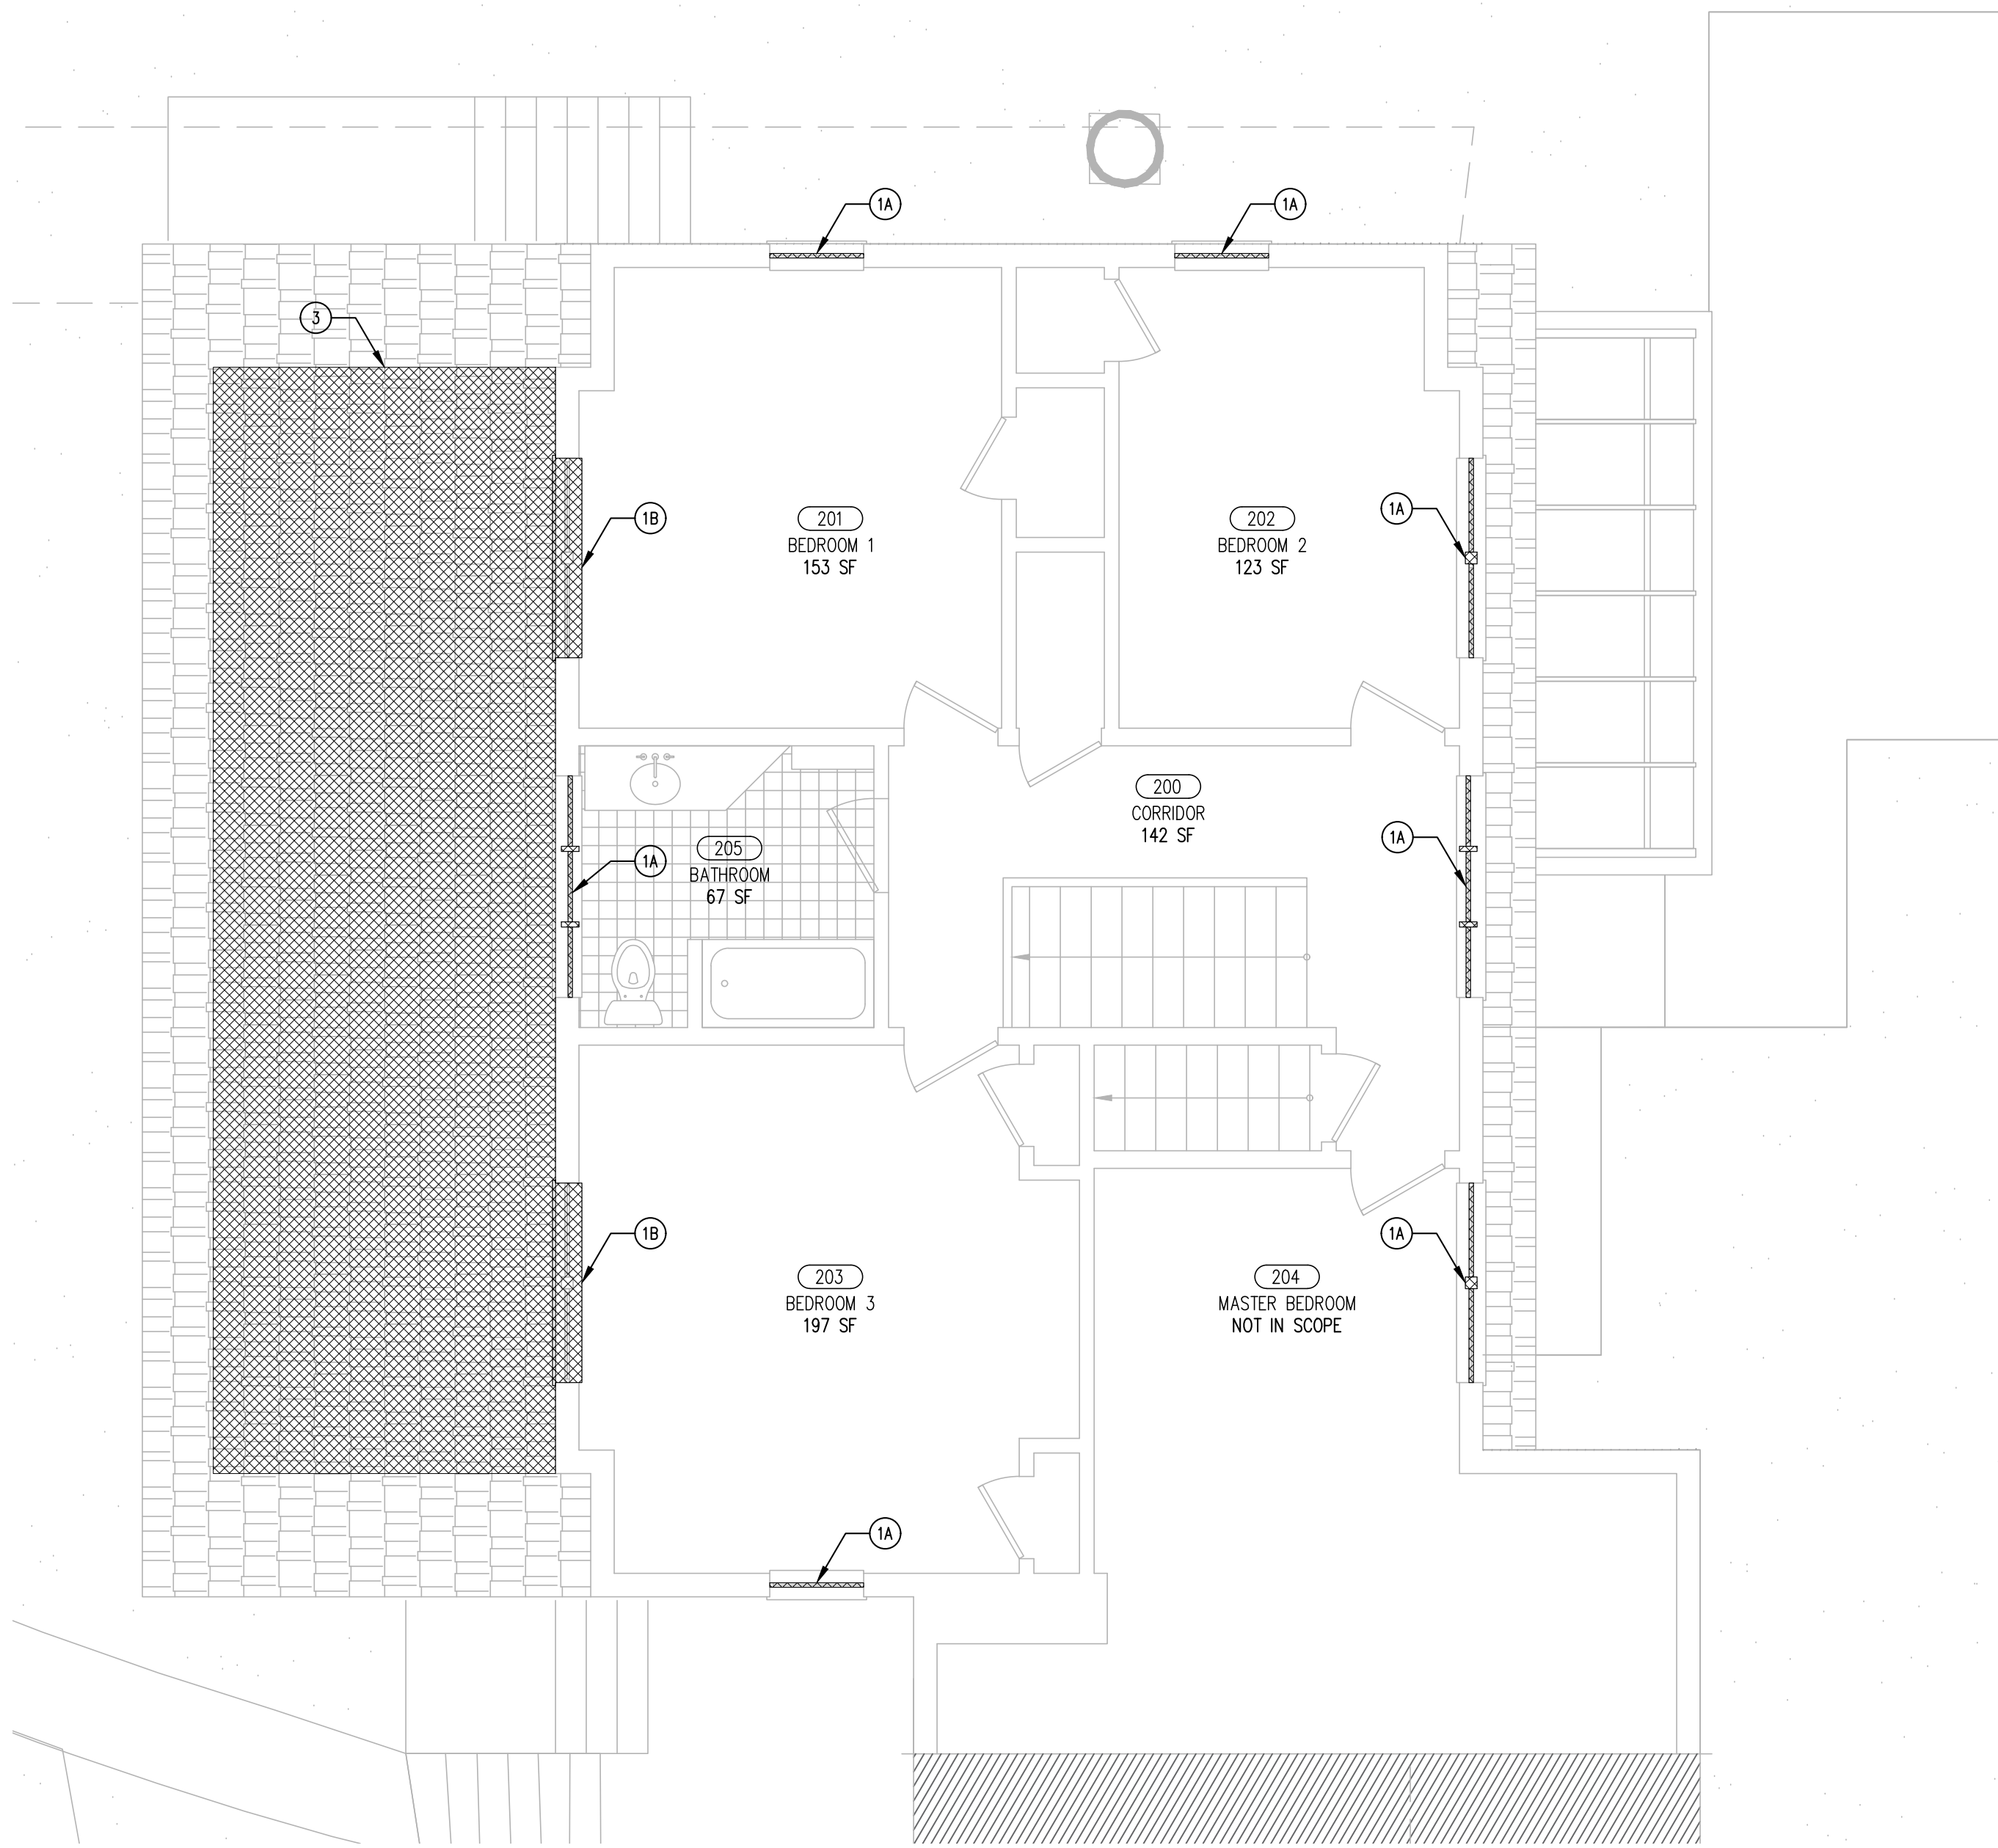 1A
1A
3
1B
201
BEDROOM 1
153 SF
202
BEDROOM 2
123 SF
1A
200
CORRIDOR
142 SF
1A
205
BATHROOM
67 SF
1A
1B
203
BEDROOM 3
197 SF
204
MASTER BEDROOM
NOT IN SCOPE
1A
1A